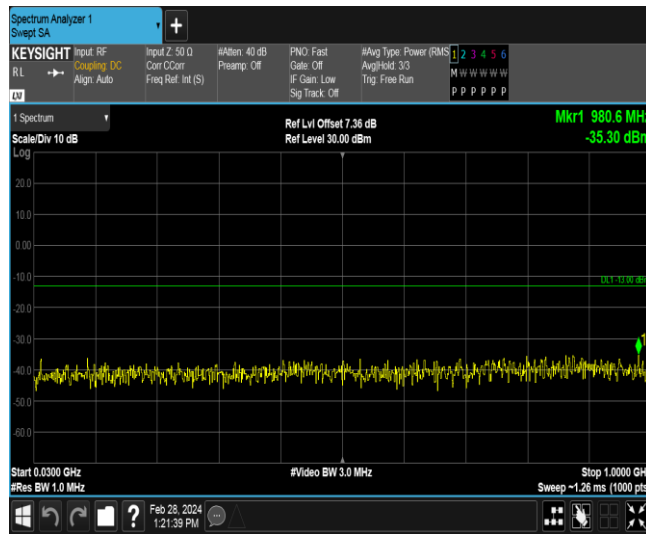 Spectrum Analyzer 1
Swept SA
+
KEYSIGHT
RL
LXI
Input: RF
Coupling: DC
Align: Auto
Input Z: 50 Ω
Corr CCorr
Freq Ref: Int (S)
#Atten: 40 dB
Preamp: Off
PNO: Fast
Gate: Off
IF Gain: Low
Sig Track: Off
#Avg Type: Power (RMS
Avg|Hold: 3/3
Trig: Free Run
1 2 3 4 5 6
M W W W W W
P P P P P P
1 Spectrum
Scale/Div 10 dB
Log
Ref Lvl Offset 7.36 dB
Ref Level 30.00 dBm
Mkr1 980.6 MHz
-35.30 dBm
20.0
10.0
0.00
-10.0
DL1 -13.00 dBm
-20.0
-30.0
1
-40.0
-50.0
-60.0
Start 0.0300 GHz
#Res BW 1.0 MHz
#Video BW 3.0 MHz
Stop 1.0000 GHz
Sweep ~1.26 ms (1000 pts)
?
Feb 28, 2024
1:21:39 PM